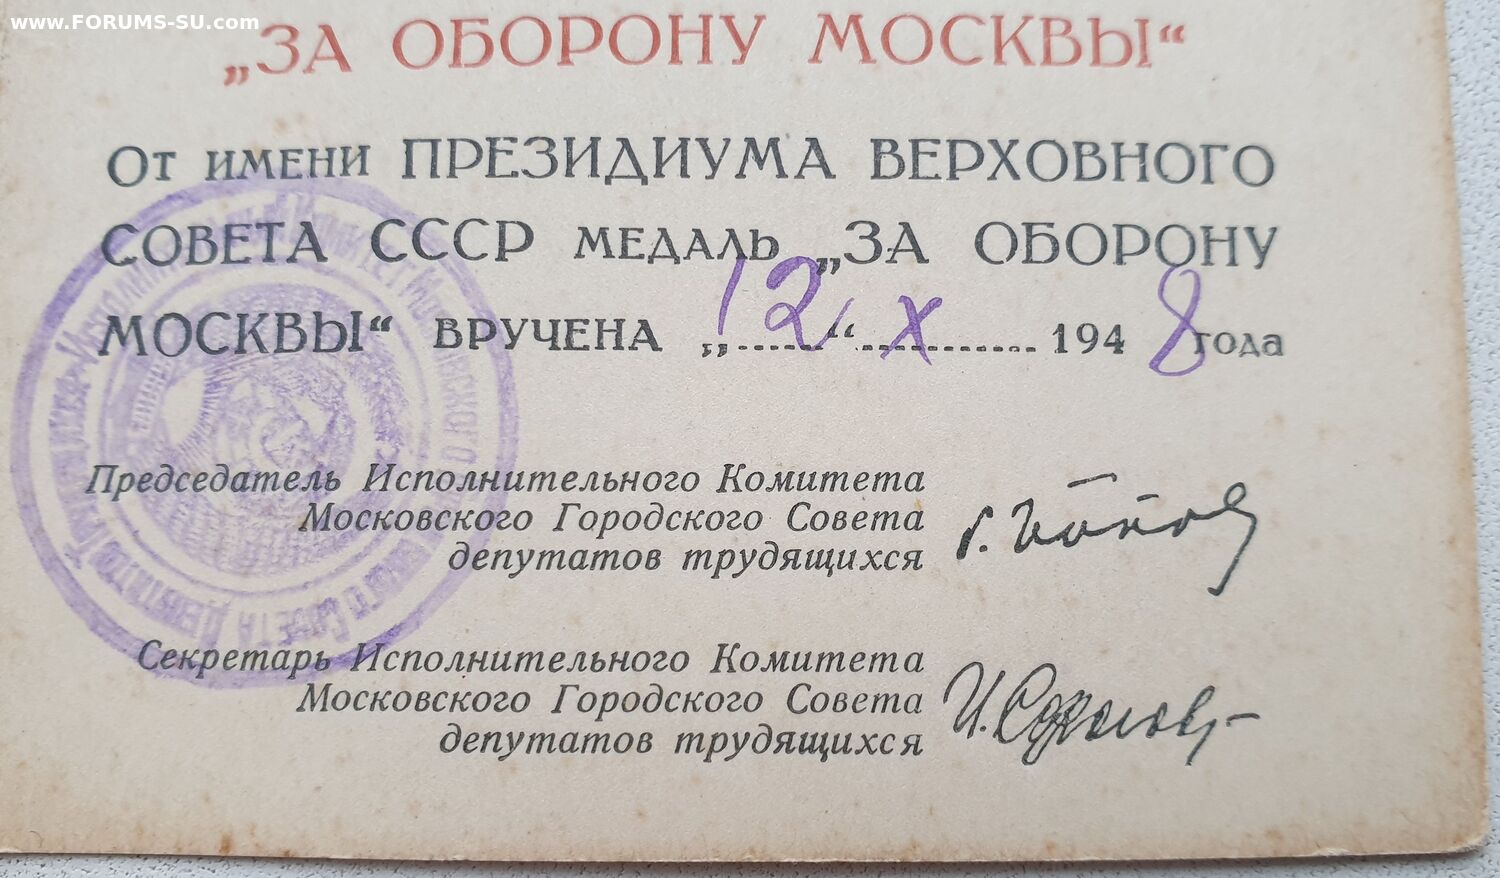 www.FORUMS-SU.com
„ЗА ОБОРОНУ МОСКВЫ“
От имени ПРЕЗИДИУМА ВЕРХОВНОГО
СОВЕТА СССР МЕДАЛЬ „ЗА ОБОРОНУ
МОСКВЫ“ ВРУЧЕНА „12“ X 1948 года
Председатель Исполнительного Комитета
Московского Городского Совета
депутатов трудящихся
Г. Попов
Секретарь Исполнительного Комитета
Московского Городского Совета
депутатов трудящихся